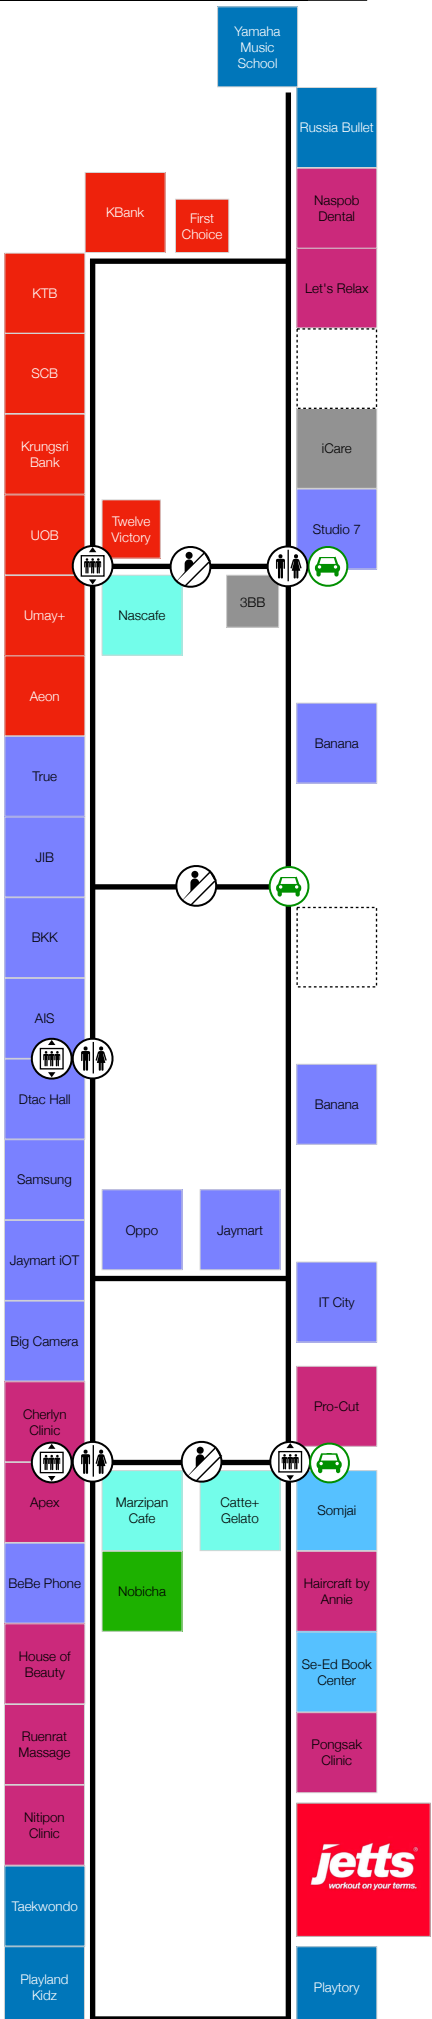 Yamaha
Music
School
Russia Bullet
KBank
First
Choice
Naspob
Dental
KTB
Let's Relax
SCB
Krungsri
Bank
iCare
UOB
Twelve
Victory
Studio 7
Umay+
Nascafe
3BB
Aeon
Banana
True
JIB
BKK
AIS
Dtac Hall
Banana
Samsung
Oppo
Jaymart
Jaymart iOT
IT City
Big Camera
Cherlyn
Clinic
Pro-Cut
Apex
Marzipan
Cafe
Catte+
Gelato
Somjai
BeBe Phone
Nobicha
Haircraft by
Annie
House of
Beauty
Se-Ed Book
Center
Ruenrat
Massage
Pongsak
Clinic
Nitipon
Clinic
jetts®
workout on your terms.
Taekwondo
Playland
Kidz
Playtory